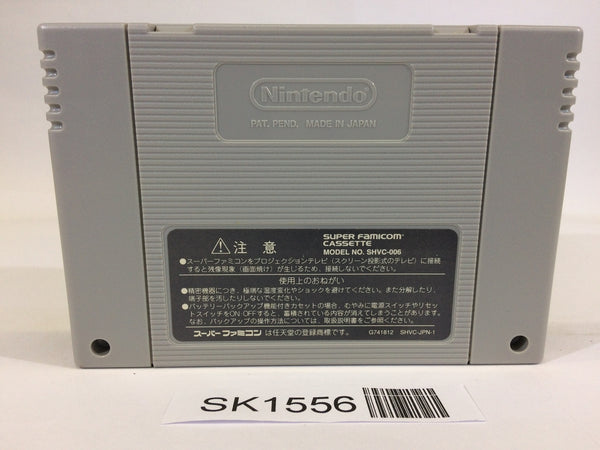 Nintendo
PAT. PEND. MADE IN JAPAN
注意
SUPER FAMICOM
CASSETTE
MODEL NO. SHVC-006
●スーパーファミコンをプロジェクションテレビ(スクリーン投影式のテレビ)に接続
すると残像現象(画面焼け)が生じるため、接続しないでください。
使用上のおねがい
●精密機器につき、極端な温度変化やショックを避けてください。また分解したり、
端子部を汚したりしないでください。
●バッテリーバックアップ機能付きカセットの場合、むやみに電源スイッチやリセッ
トスイッチをON・OFFすると、蓄積されている内容が消えてしまうことがあります。
なお、バックアップの操作方法については、取扱説明書をご参照ください。
スーパーファミコン は任天堂の登録商標です。 G741812 SHVC-JPN-1
SK1556